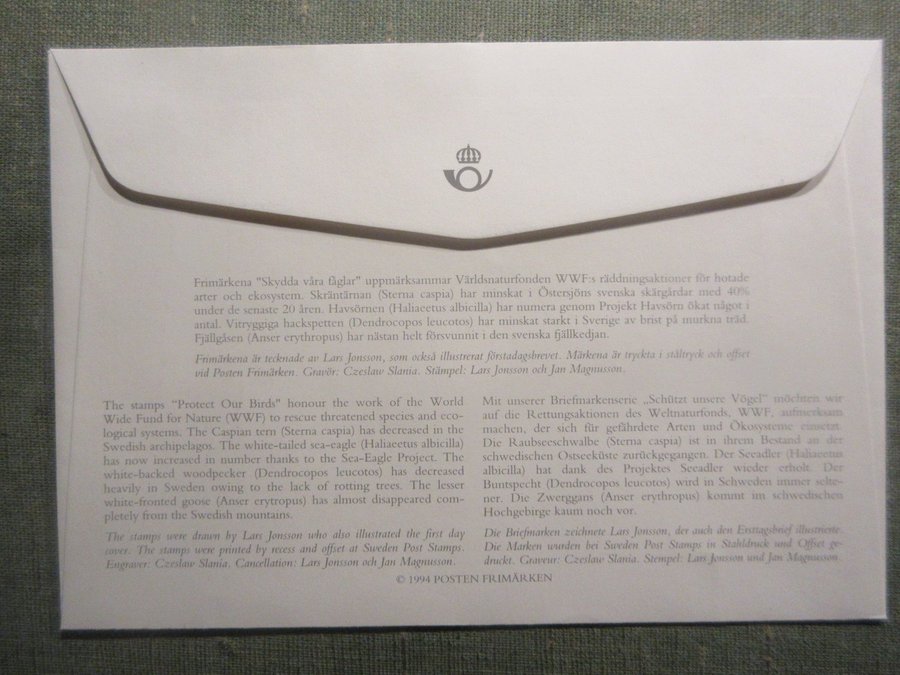 Frimärkena "Skydda våra fåglar" uppmärksammar Världsnaturfonden WWF:s räddningsaktioner för hotade
arter och ekosystem. Skräntärnan (Sterna caspia) har minskat i Östersjöns svenska skärgårdar med 40%
under de senaste 20 åren. Havsörnen (Haliaeetus albicilla) har numera genom Projekt Havsörn ökat något i
antal. Vitryggiga hackspetten (Dendrocopos leucotos) har minskat starkt i Sverige av brist på murkna träd.
Fjällgåsen (Anser erythropus) har nästan helt försvunnit i den svenska fjällkedjan.
Frimärkena är tecknade av Lars Jonsson, som också illustrerat förstadagsbrevet. Märkena är tryckta i ståltryck och offset
vid Posten Frimärken. Gravör: Czeslaw Slania. Stämpel: Lars Jonsson och Jan Magnusson.
The stamps "Protect Our Birds" honour the work of the World
Wide Fund for Nature (WWF) to rescue threatened species and eco-
logical systems. The Caspian tern (Sterna caspia) has decreased in the
Swedish archipelagos. The white-tailed sea-eagle (Haliaeetus albicilla)
has now increased in number thanks to the Sea-Eagle Project. The
white-backed woodpecker (Dendrocopos leucotos) has decreased
heavily in Sweden owing to the lack of rotting trees. The lesser
white-fronted goose (Anser erytropus) has almost disappeared com-
pletely from the Swedish mountains.
The stamps were drawn by Lars Jonsson who also illustrated the first day
cover. The stamps were printed by recess and offset at Sweden Post Stamps.
Engraver: Czeslaw Slania. Cancellation: Lars Jonsson och Jan Magnusson.
Mit unserer Briefmarkenserie „Schützt unsere Vögel" möchten wir
auf die Rettungsaktionen des Weltnaturfonds, WWF, aufmerksam
machen, der sich für gefährdete Arten und Ökosysteme einsetzt.
Die Raubseeschwalbe (Sterna caspia) ist in ihrem Bestand an der
schwedischen Ostseeküste zurückgegangen. Der Seeadler (Haliaeetus
albicilla) hat dank des Projektes Seeadler wieder erholt. Der
Buntspecht (Dendrocopos leucotos) wird in Schweden immer selte-
ner. Die Zwerggans (Anser erythropus) kommt im schwedischen
Hochgebirge kaum noch vor.
Die Briefmarken zeichnete Lars Jonsson, der auch den Ersttagsbrief illustrierte.
Die Marken wurden bei Sweden Post Stamps in Stahldruck und Offset ge-
druckt. Graveur: Czeslaw Slania. Stempel: Lars Jonsson und Jan Magnusson.
© 1994 POSTEN FRIMÄRKEN